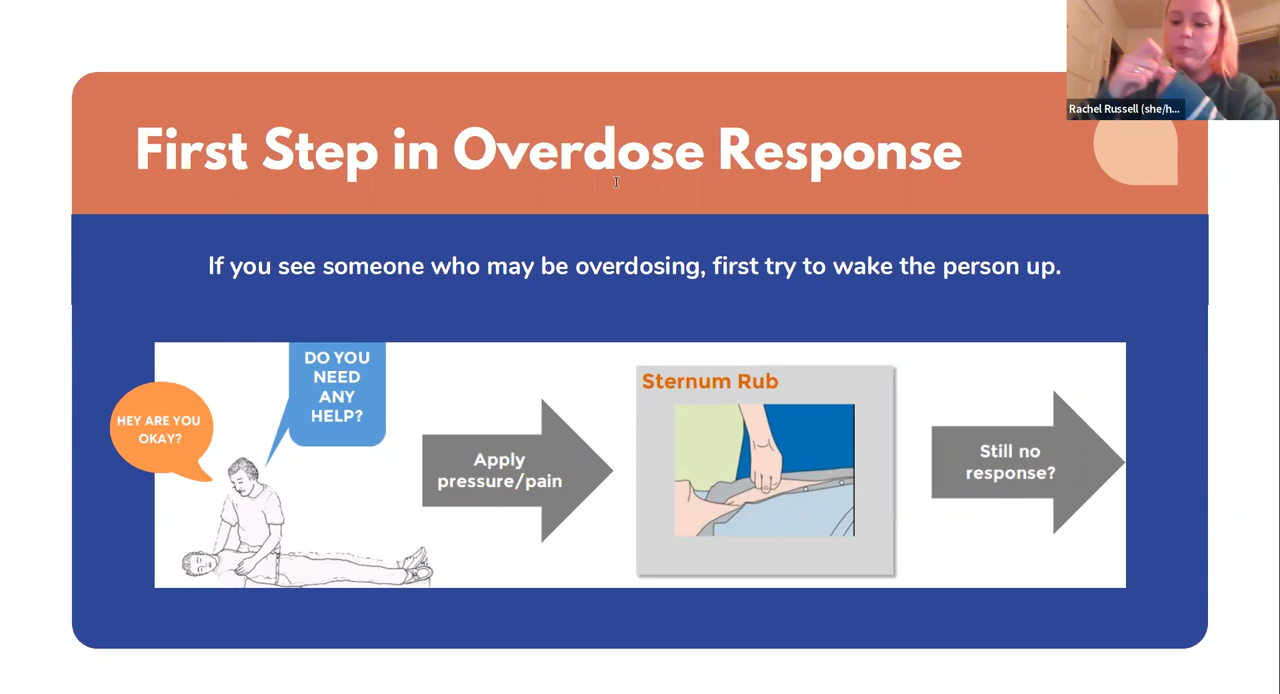 Rachel Russell (she/h...
First Step in Overdose Response
If you see someone who may be overdosing, first try to wake the person up.
HEY ARE YOU
OKAY?
DO YOU
NEED
ANY
HELP?
Apply
pressure/pain
Sternum Rub
Still no
response?